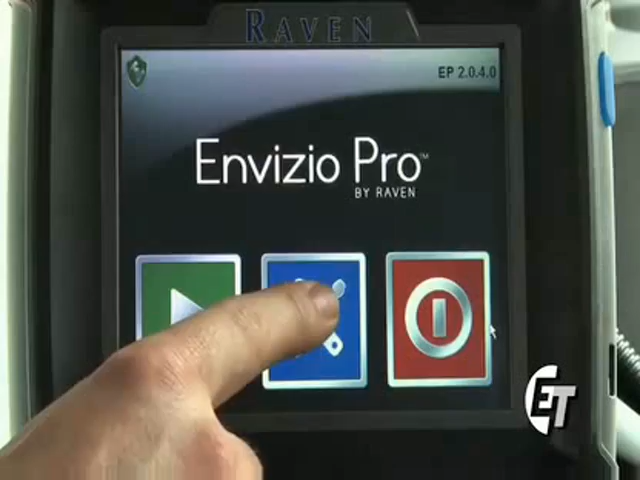 RAVEN
EP 2.0.4.0
Envizio Pro™
BY RAVEN
ET